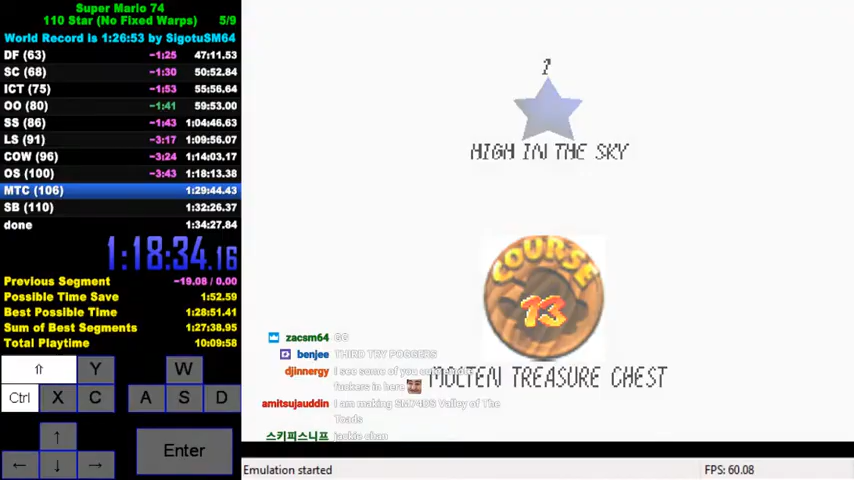 Super Mario 74
110 Star (No Fixed Warps) 5/9
World Record is 1:26:53 by SigotuSM64
DF (63) −1:25 47:11.53
SC (68) −1:30 50:52.84
ICT (75) −1:53 55:56.64
OO (80) −1:41 59:53.00
SS (86) −1:43 1:04:46.63
LS (91) −3:17 1:09:56.07
COW (96) −3:24 1:14:03.17
OS (100) −3:43 1:18:13.38
MTC (106) 1:29:44.43
SB (110) 1:32:26.37
done 1:34:27.84
1:18:34.16
Previous Segment −19.08 / 0.00
Possible Time Save 1:52.59
Best Possible Time 1:28:51.41
Sum of Best Segments 1:27:38.95
Total Playtime 10:09:58
⇧ Y W
Ctrl X C A S D
↑ Enter
← ↓ →
1
HIGH IN THE SKY
COURSE
13
MOLTEN TREASURE CHEST
zacsm64 GG
benjee THIRD TRY POGGERS
djinnergy I see some of you
fuckers in here
amitsujauddin I am making SM74DS Valley of The
Toads
스키피스니프 jackie chan
Emulation started FPS: 60.08